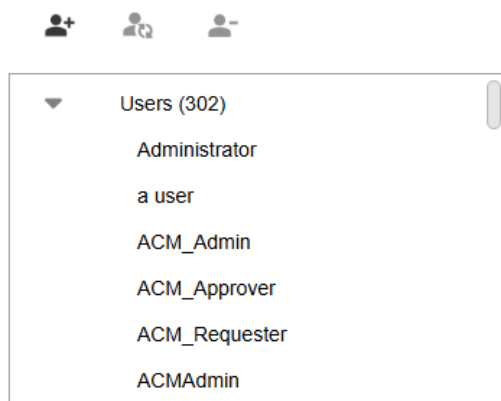 Users (302)
Administrator
a user
ACM_Admin
ACM_Approver
ACM_Requester
ACMAdmin